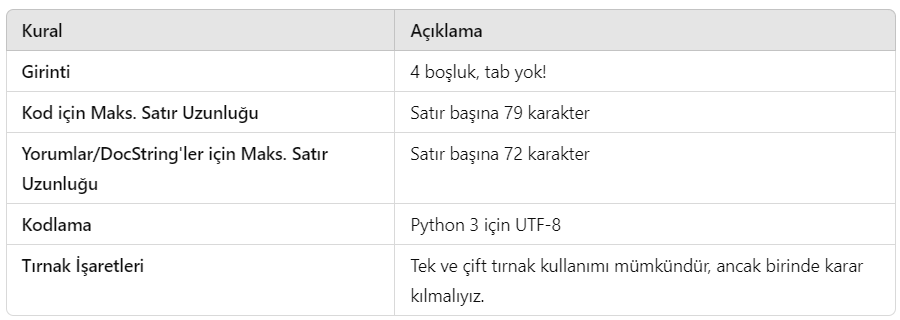 Kural Açıklama
Girinti 4 boşluk, tab yok!
Kod için Maks. Satır Uzunluğu Satır başına 79 karakter
Yorumlar/DocString'ler için Maks. Satır Satır başına 72 karakter
Uzunluğu
Kodlama Python 3 için UTF-8
Tırnak İşaretleri Tek ve çift tırnak kullanımı mümkündür, ancak birinde karar
kılmalıyız.